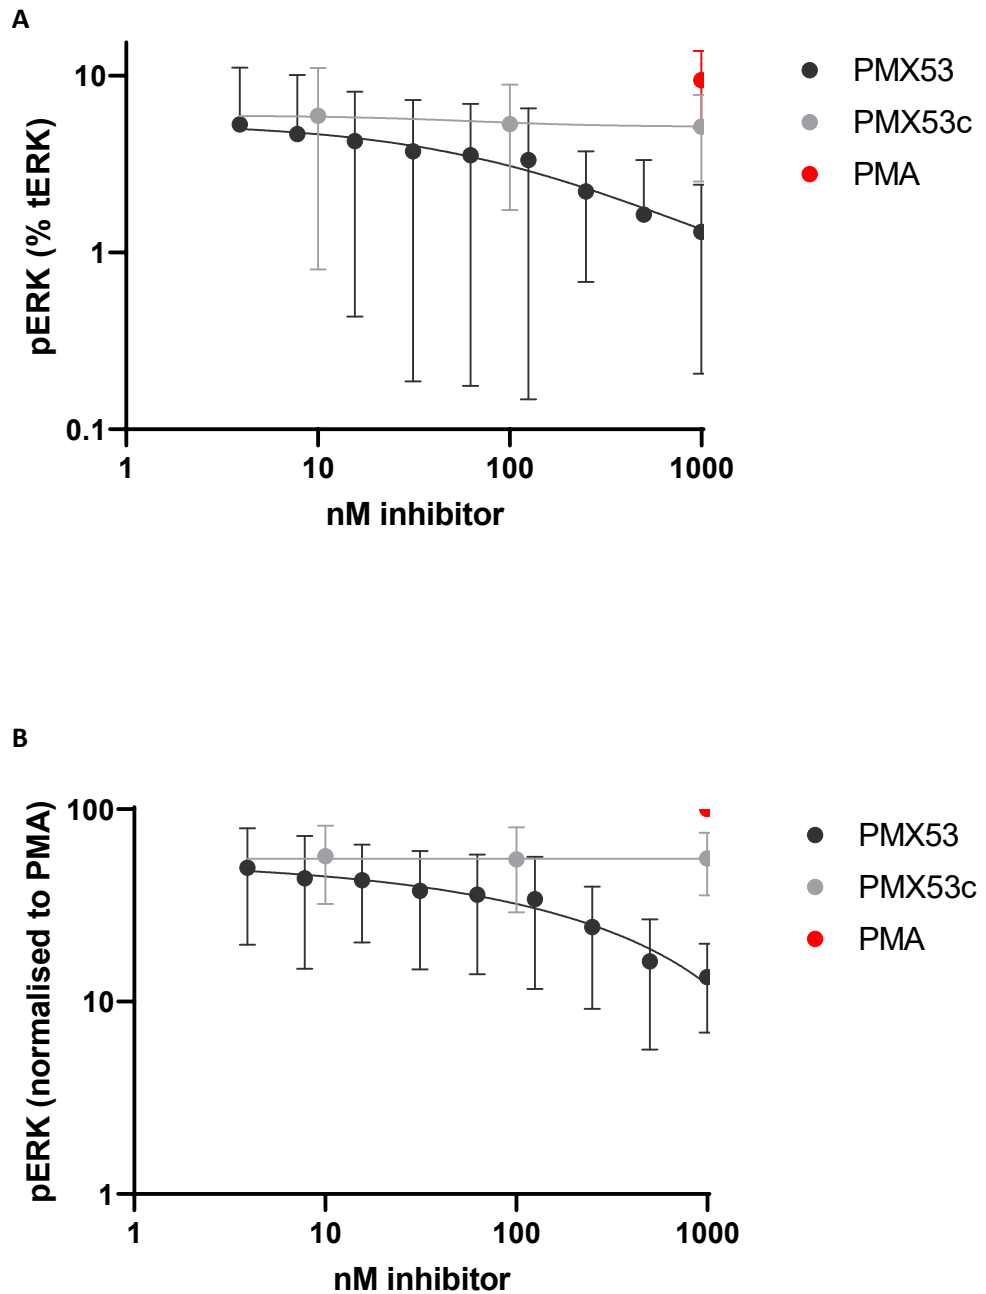 A
10
1
0.1
pERK (% tERK)
1 10 100 1000
nM inhibitor
PMX53
PMX53c
PMA
B
100
10
1
pERK (normalised to PMA)
1 10 100 1000
nM inhibitor
PMX53
PMX53c
PMA